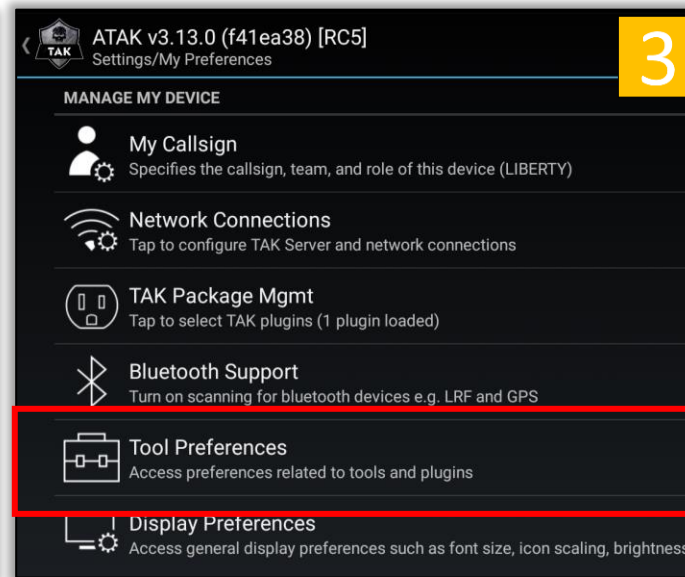 ATAK v3.13.0 (f41ea38) [RC5]
3
TAK
Settings/My Preferences
MANAGE MY DEVICE
My Callsign
Specifies the callsign, team, and role of this device (LIBERTY)
Network Connections
Tap to configure TAK Server and network connections
TAK Package Mgmt
Tap to select TAK plugins (1 plugin loaded)
Bluetooth Support
Turn on scanning for bluetooth devices e.g. LRF and GPS
Tool Preferences
Access preferences related to tools and plugins
Display Preferences
Access general display preferences such as font size, icon scaling, brightness